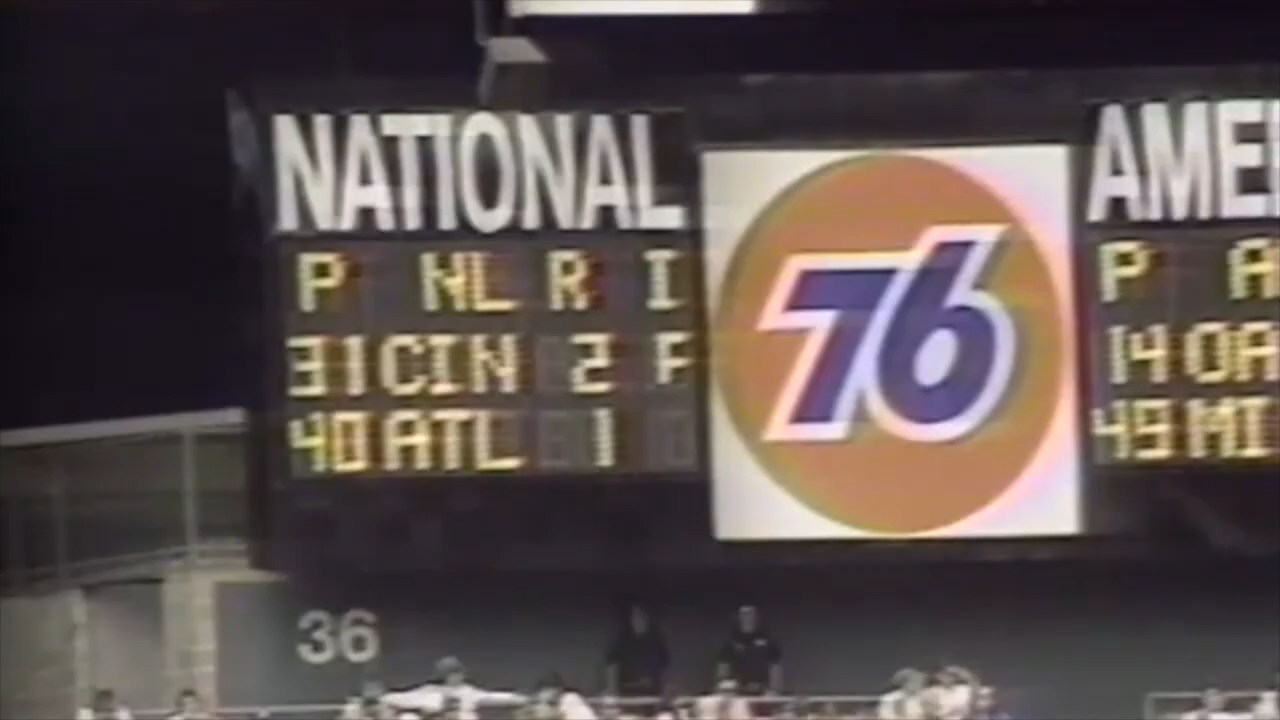 NATIONAL
P NL R I
31 CIN 2 F
40 ATL 1
76
AME
P A
14 OA
49 MI
36